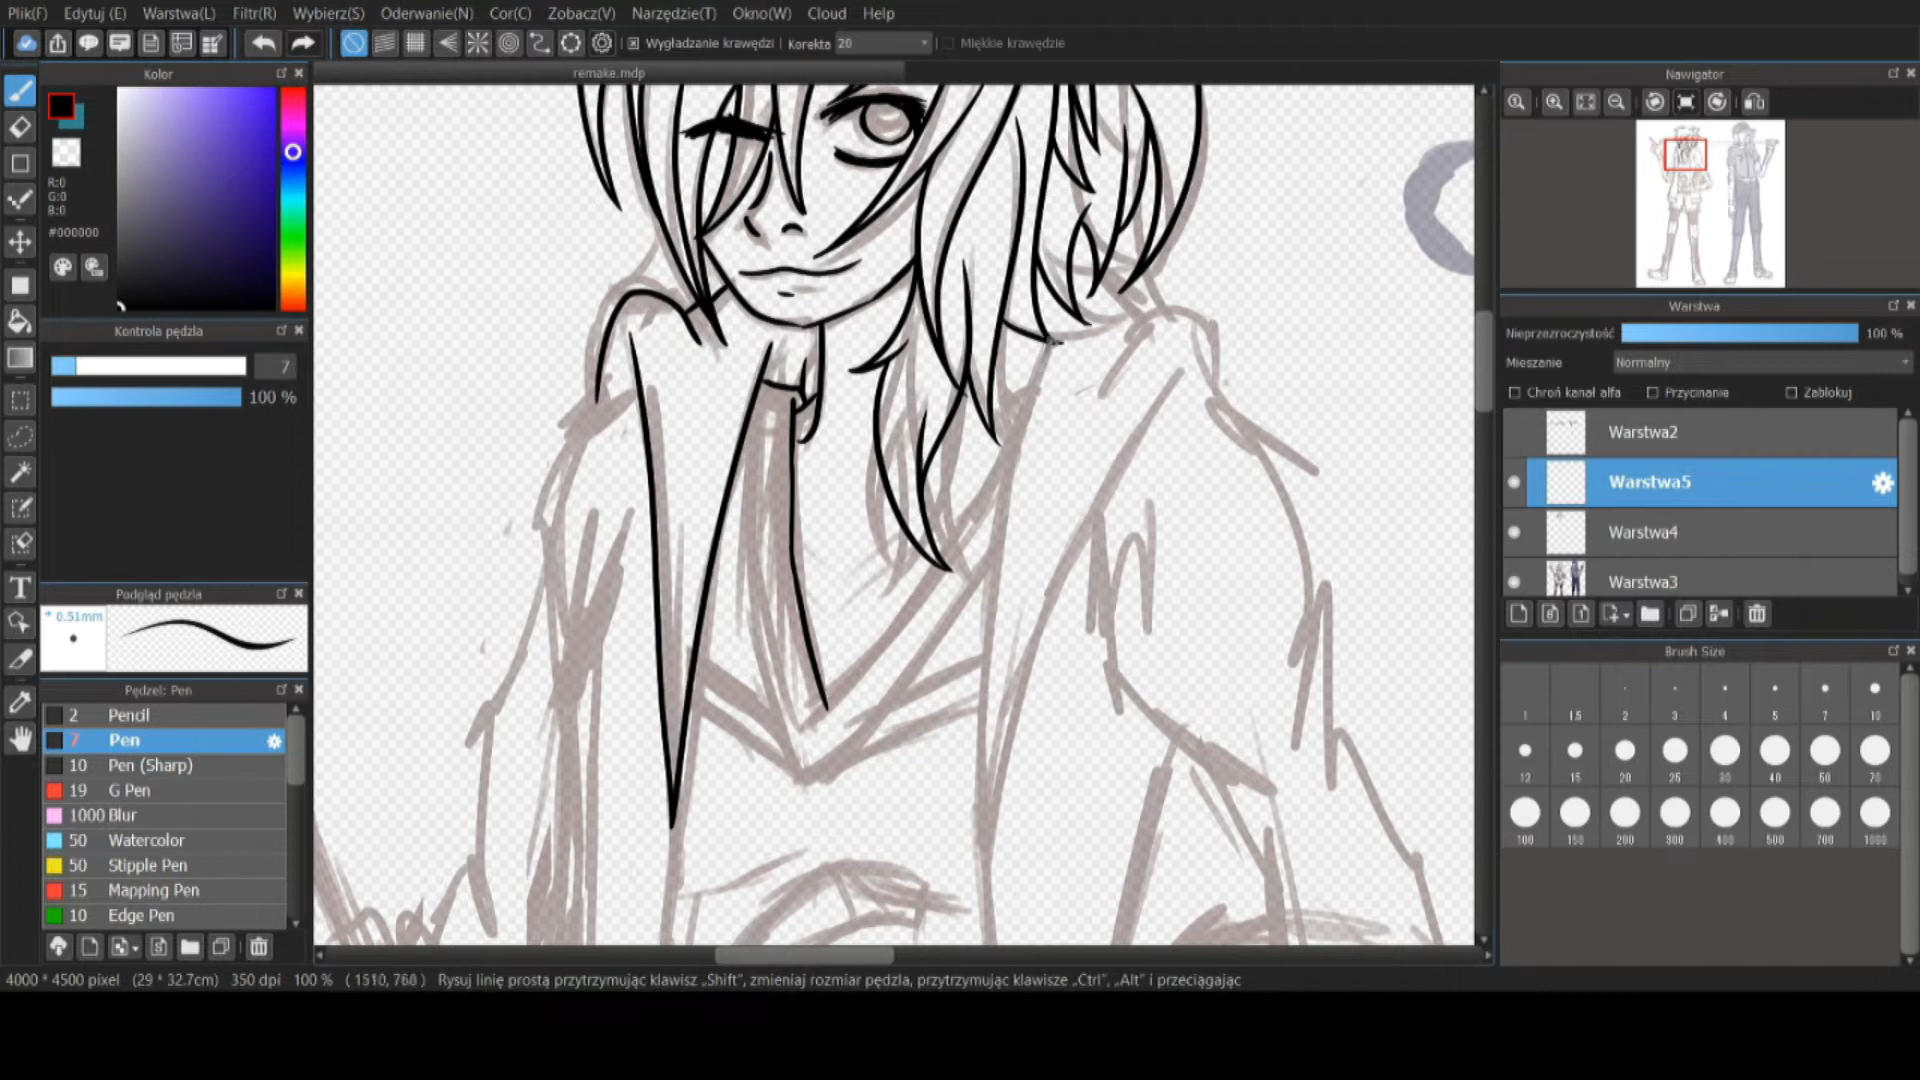 Plik(F) Edytuj (E) Warstwa(L) Filtr(R) Wybierz(S) Oderwanie(N) Cor(C) Zobacz(V) Narzędzie(T) Okno(W) Cloud Help
Wygładzanie krawędzi Korekta 20 Miękkie krawędzie
Kolor
remake.mdp
Nawigator
R:0
G:0
B:0
#000000
Kontrola pędzla
7
100 %
Warstwa
Nieprzezroczystość 100 %
Mieszanie Normalny
Chroń kanał alfa Przycinanie Zablokuj
Warstwa2
Warstwa5
Warstwa4
Warstwa3
Podgląd pędzla
* 0.51mm
Pędzel: Pen
2 Pencil
7 Pen
10 Pen (Sharp)
19 G Pen
1000 Blur
50 Watercolor
50 Stipple Pen
15 Mapping Pen
10 Edge Pen
Brush Size
1 1.5 2 3 4 5 7 10
12 15 20 25 30 40 50 70
100 150 200 300 400 500 700 1000
4000 * 4500 pixel (29 * 32.7cm) 350 dpi 100 % ( 1510, 760 ) Rysuj linię prostą przytrzymując klawisz „Shift”, zmieniaj rozmiar pędzla, przytrzymując klawisze „Ctrl”, „Alt” i przeciągając